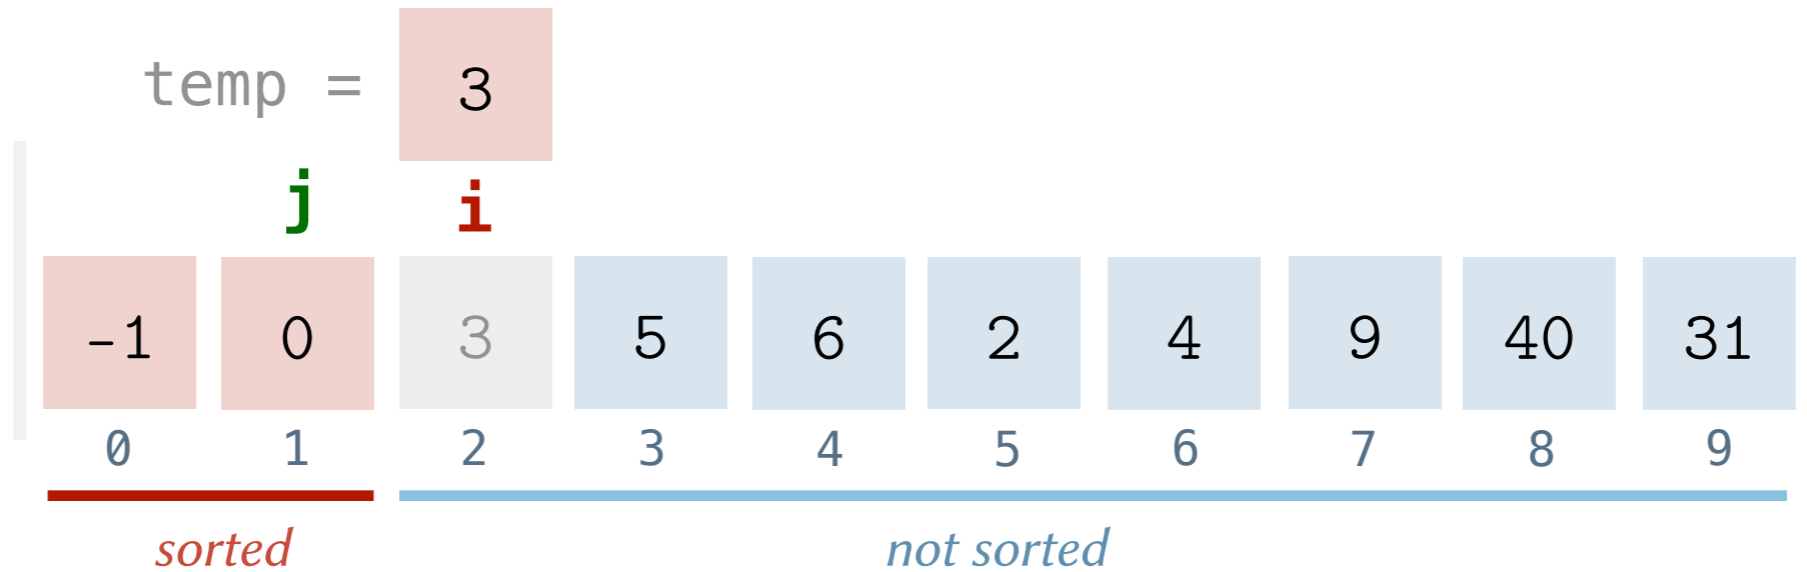 temp = 3
j i
-1 0 3 5 6 2 4 9 40 31
0 1 2 3 4 5 6 7 8 9
sorted not sorted